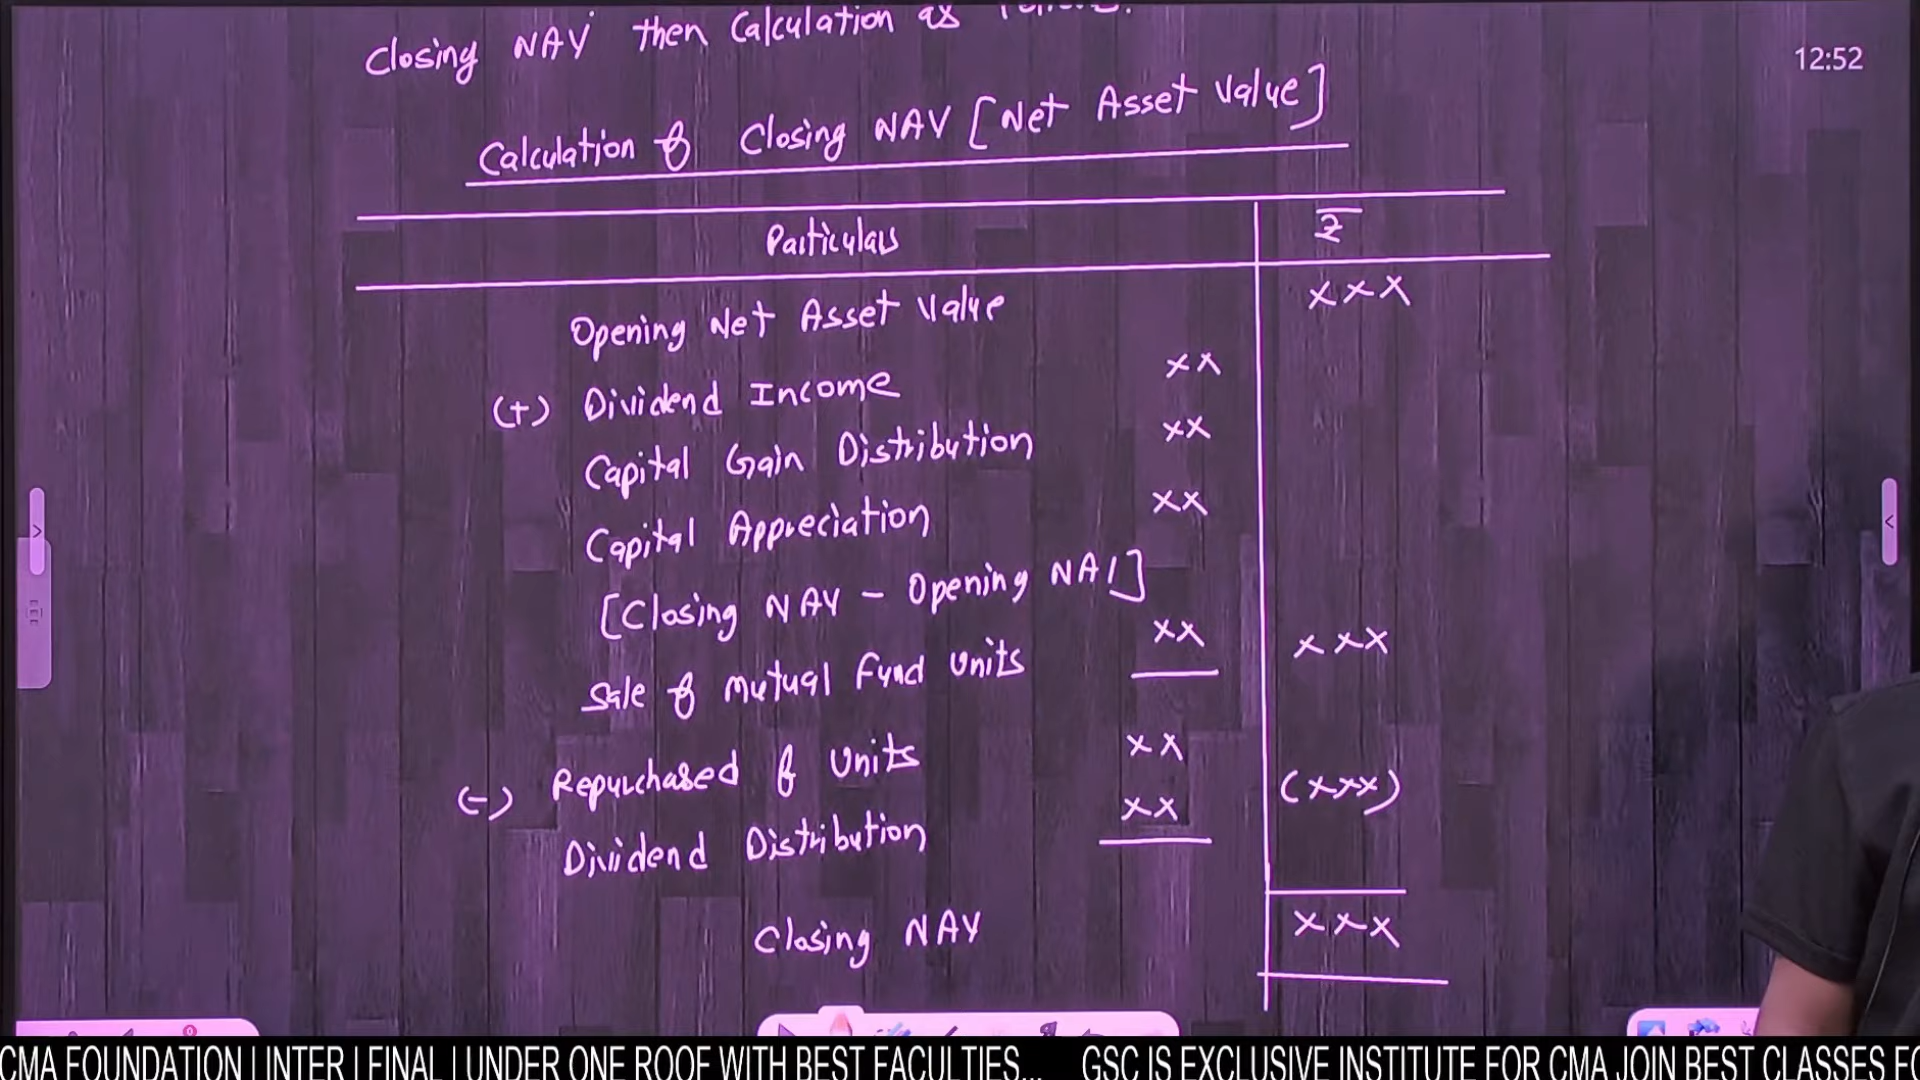 Closing NAV then Calculation as
12:52
Calculation of Closing NAV [Net Asset Value]
Particulars ₹
Opening Net Asset Value xxx
(+) Dividend Income xx
Capital Gain Distribution xx
Capital Appreciation xx
[Closing NAV - Opening NAV]
Sale of Mutual Fund Units xx xxx
(-) Repurchased of Units xx (xxx)
Dividend Distribution xx
Closing NAV xxx
CMA FOUNDATION | INTER | FINAL | UNDER ONE ROOF WITH BEST FACULTIES... GSC IS EXCLUSIVE INSTITUTE FOR CMA JOIN BEST CLASSES